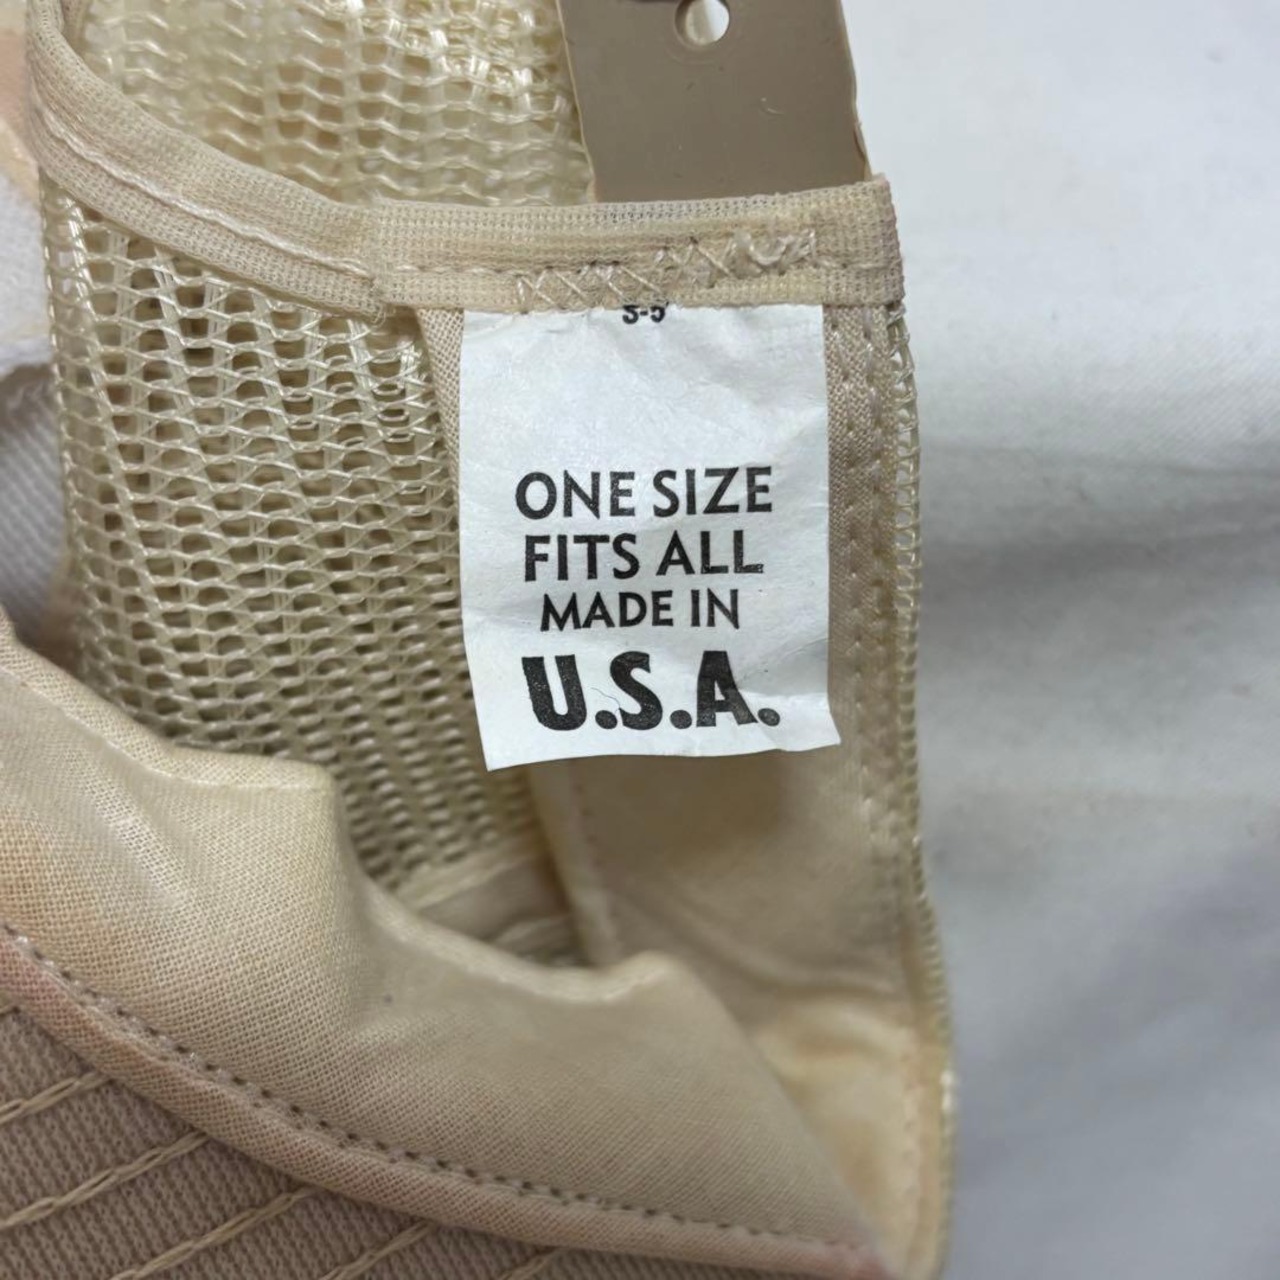 ONE SIZE
FITS ALL
MADE IN
U.S.A.